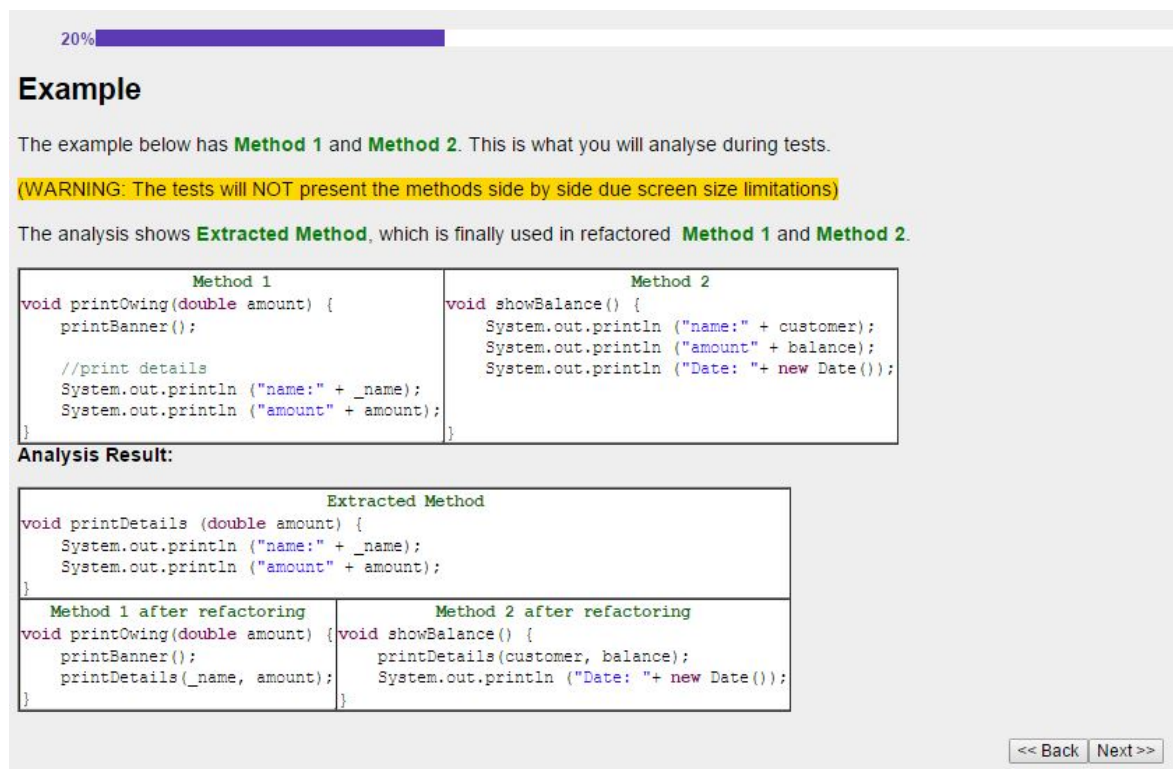 20%
Example
The example below has Method 1 and Method 2. This is what you will analyse during tests.
(WARNING: The tests will NOT present the methods side by side due screen size limitations)
The analysis shows Extracted Method, which is finally used in refactored Method 1 and Method 2.
Method 1
void printOwing(double amount) {
    printBanner();

    //print details
    System.out.println ("name:" + _name);
    System.out.println ("amount" + amount);
}
Method 2
void showBalance() {
    System.out.println ("name:" + customer);
    System.out.println ("amount" + balance);
    System.out.println ("Date: "+ new Date());
}
Analysis Result:
Extracted Method
void printDetails (double amount) {
    System.out.println ("name:" + _name);
    System.out.println ("amount" + amount);
}
Method 1 after refactoring
void printOwing(double amount) {
    printBanner();
    printDetails(_name, amount);
}
Method 2 after refactoring
void showBalance() {
    printDetails(customer, balance);
    System.out.println ("Date: "+ new Date());
}
<< Back
Next >>